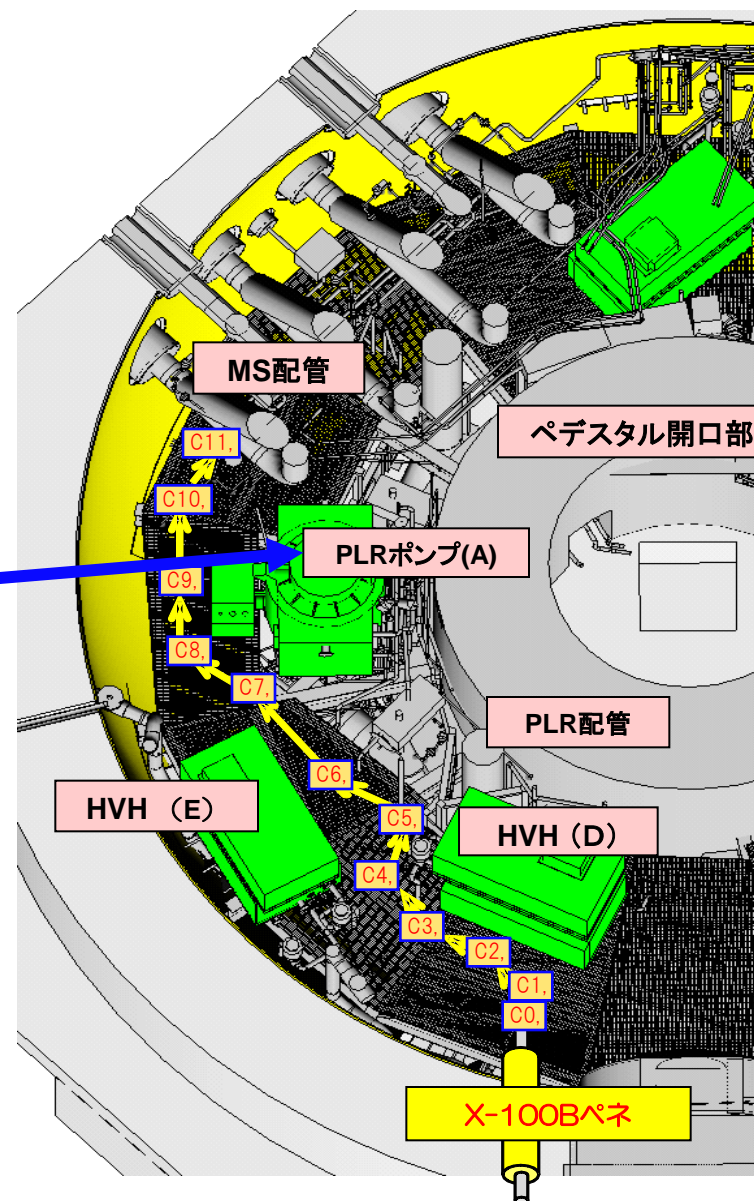 MS配管
C11,
ペデスタル開口部
C10,
PLRポンプ(A)
C9,
C8,
C7,
PLR配管
C6,
HVH （E）
C5,
HVH（D）
C4,
C3,
C2,
C1,
C0,
X-100Bペネ